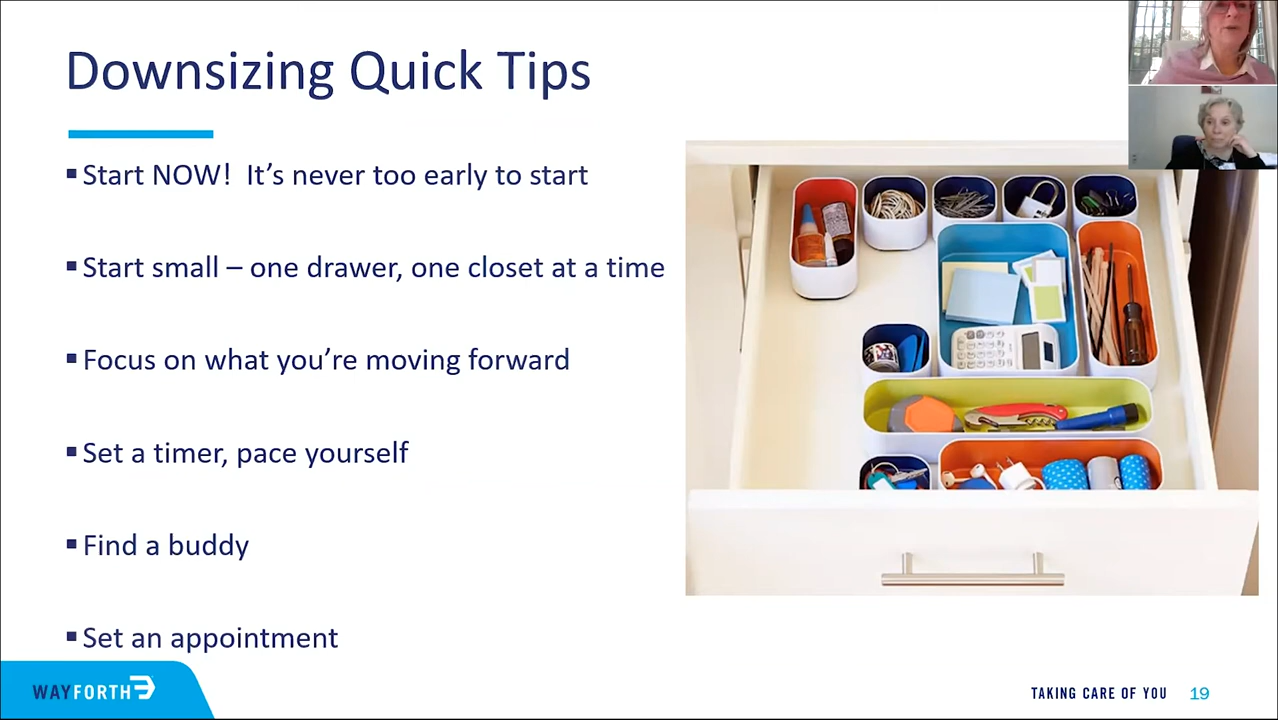 Downsizing Quick Tips
▪ Start NOW!  It's never too early to start
▪ Start small – one drawer, one closet at a time
▪ Focus on what you're moving forward
▪ Set a timer, pace yourself
▪ Find a buddy
▪ Set an appointment
WAYFORTH
TAKING CARE OF YOU 19